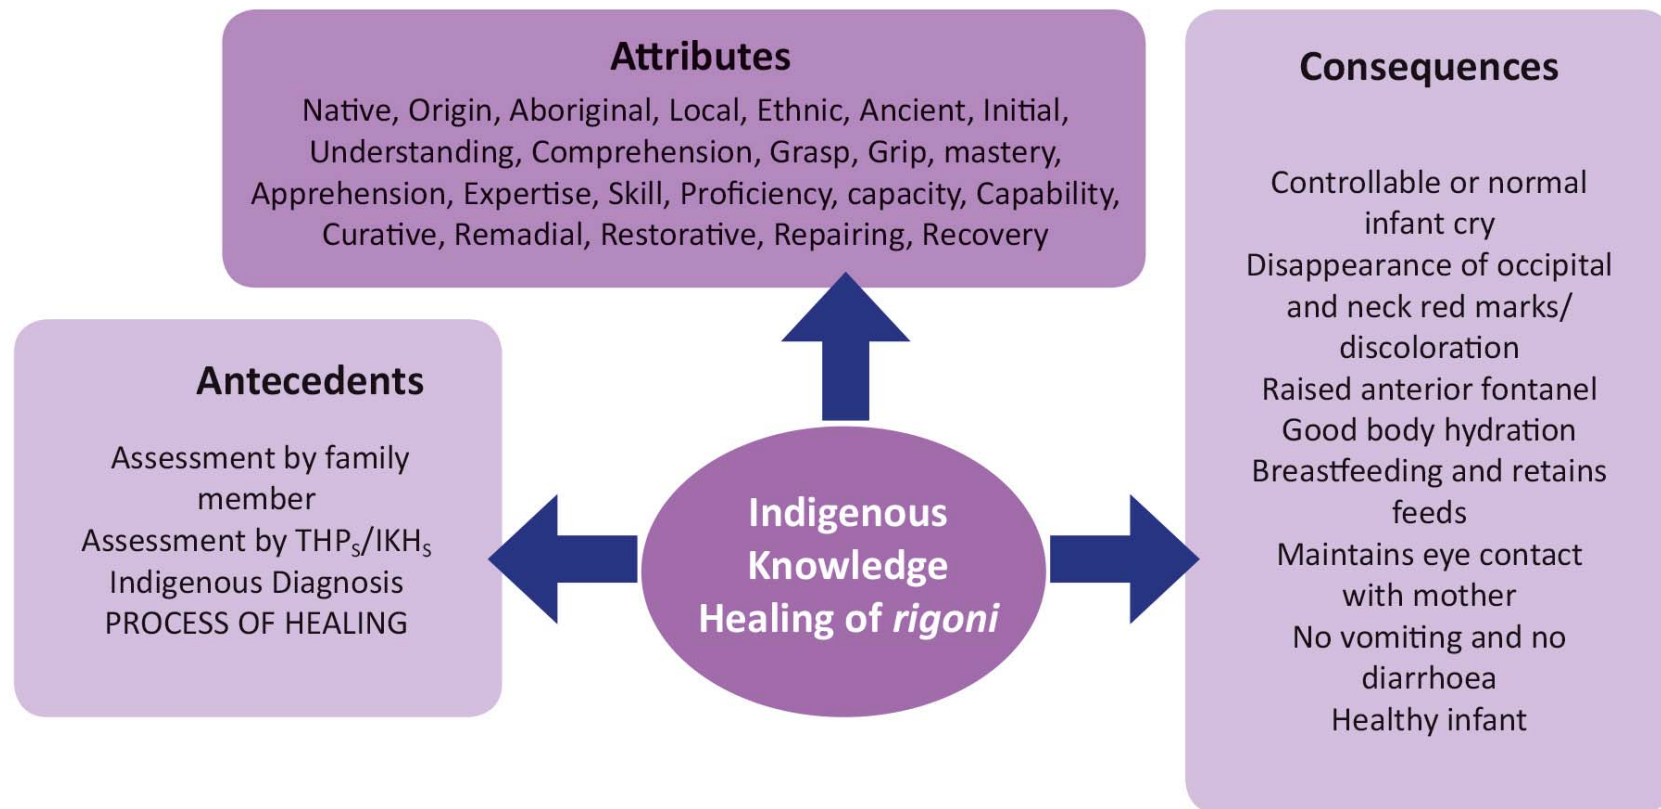 Attributes
Native, Origin, Aboriginal, Local, Ethnic, Ancient, Initial,
Understanding, Comprehension, Grasp, Grip, mastery,
Apprehension, Expertise, Skill, Proficiency, capacity, Capability,
Curative, Remadial, Restorative, Repairing, Recovery
Antecedents
Assessment by family
member
Assessment by THPs/IKHs
Indigenous Diagnosis
PROCESS OF HEALING
Indigenous
Knowledge
Healing of rigoni
Consequences
Controllable or normal
infant cry
Disappearance of occipital
and neck red marks/
discoloration
Raised anterior fontanel
Good body hydration
Breastfeeding and retains
feeds
Maintains eye contact
with mother
No vomiting and no
diarrhoea
Healthy infant